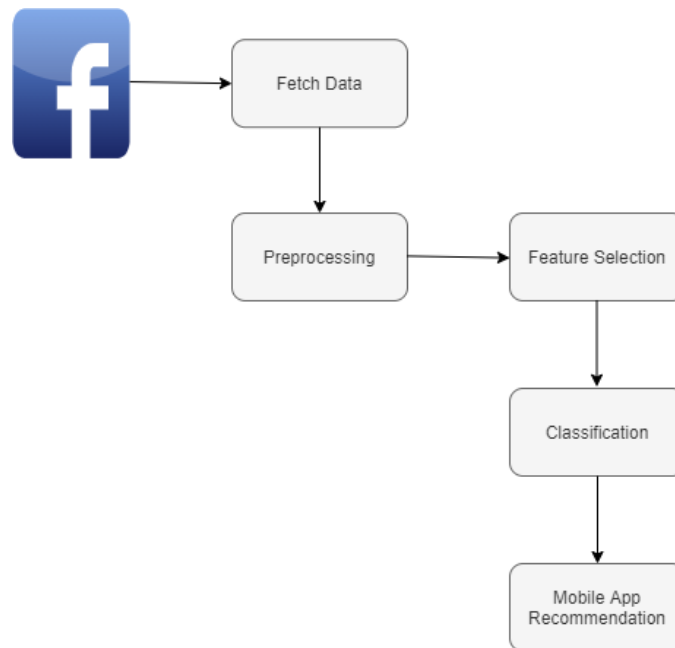 f
Fetch Data
Preprocessing
Feature Selection
Classification
Mobile App
Recommendation